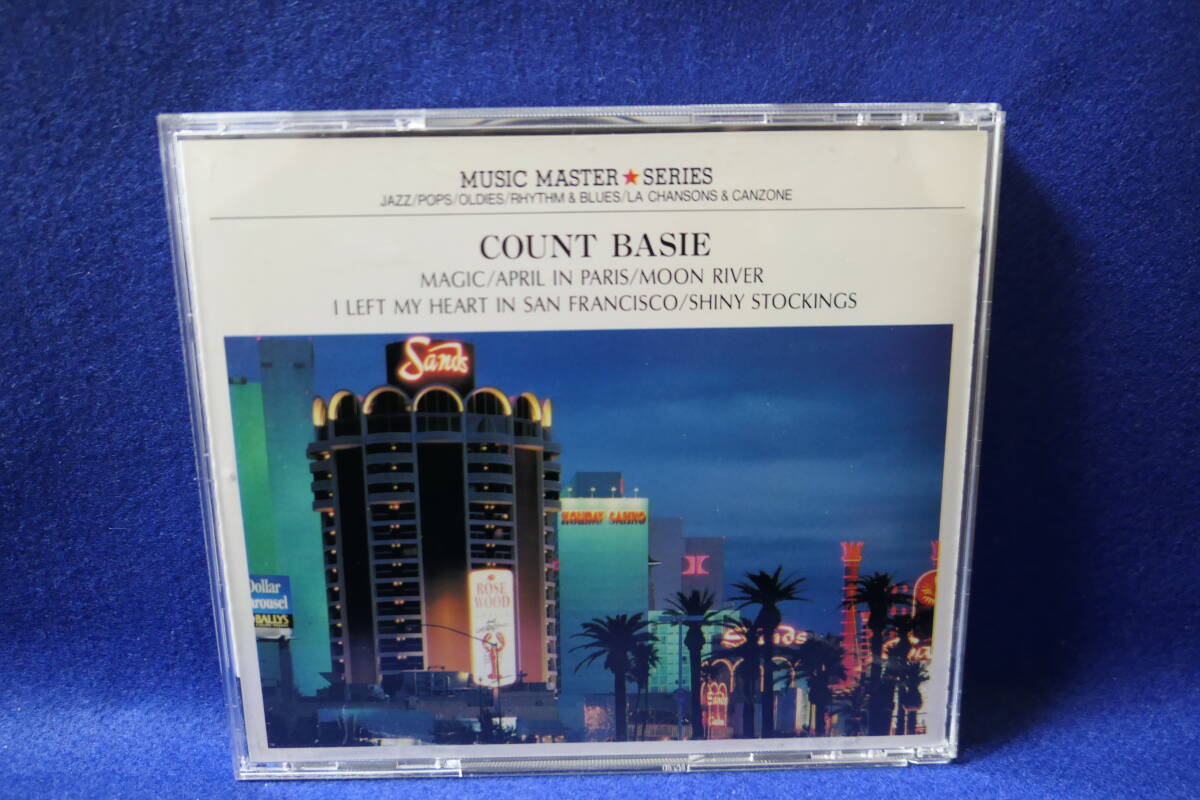 MUSIC MASTER★SERIES
JAZZ/POPS/OLDIES/RHYTHM & BLUES/LA CHANSONS & CANZONE
COUNT BASIE
MAGIC/APRIL IN PARIS/MOON RIVER
I LEFT MY HEART IN SAN FRANCISCO/SHINY STOCKINGS
Sands
HOLIDAY CASINO
ROSE
WOOD
Dollar
arousel
BALLY'S
Sands